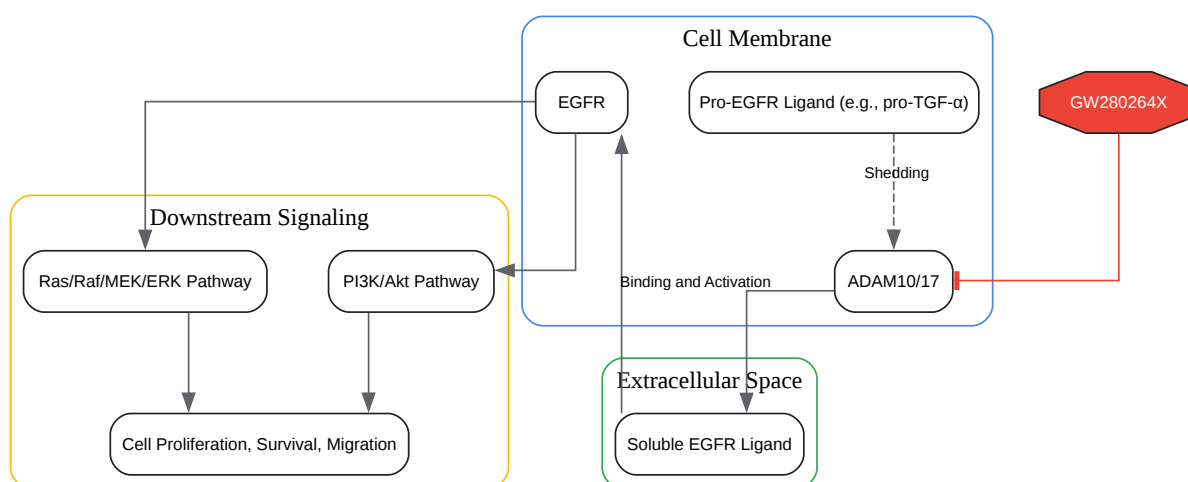 Cell Membrane
EGFR
Pro-EGFR Ligand (e.g., pro-TGF-α)
GW280264X
Shedding
Downstream Signaling
Ras/Raf/MEK/ERK Pathway
PI3K/Akt Pathway
Binding and Activation
ADAM10/17
Extracellular Space
Cell Proliferation, Survival, Migration
Soluble EGFR Ligand